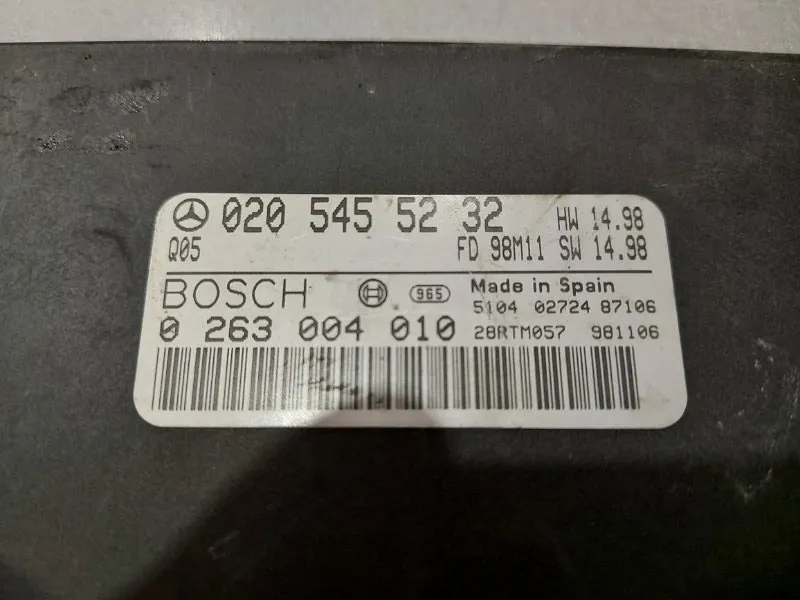 020 545 52 32 HW 14.98
Q05 FD 98M11 SW 14.98
BOSCH 965 Made in Spain
5104 02724 87106
0 263 004 010 28RTM057 981106